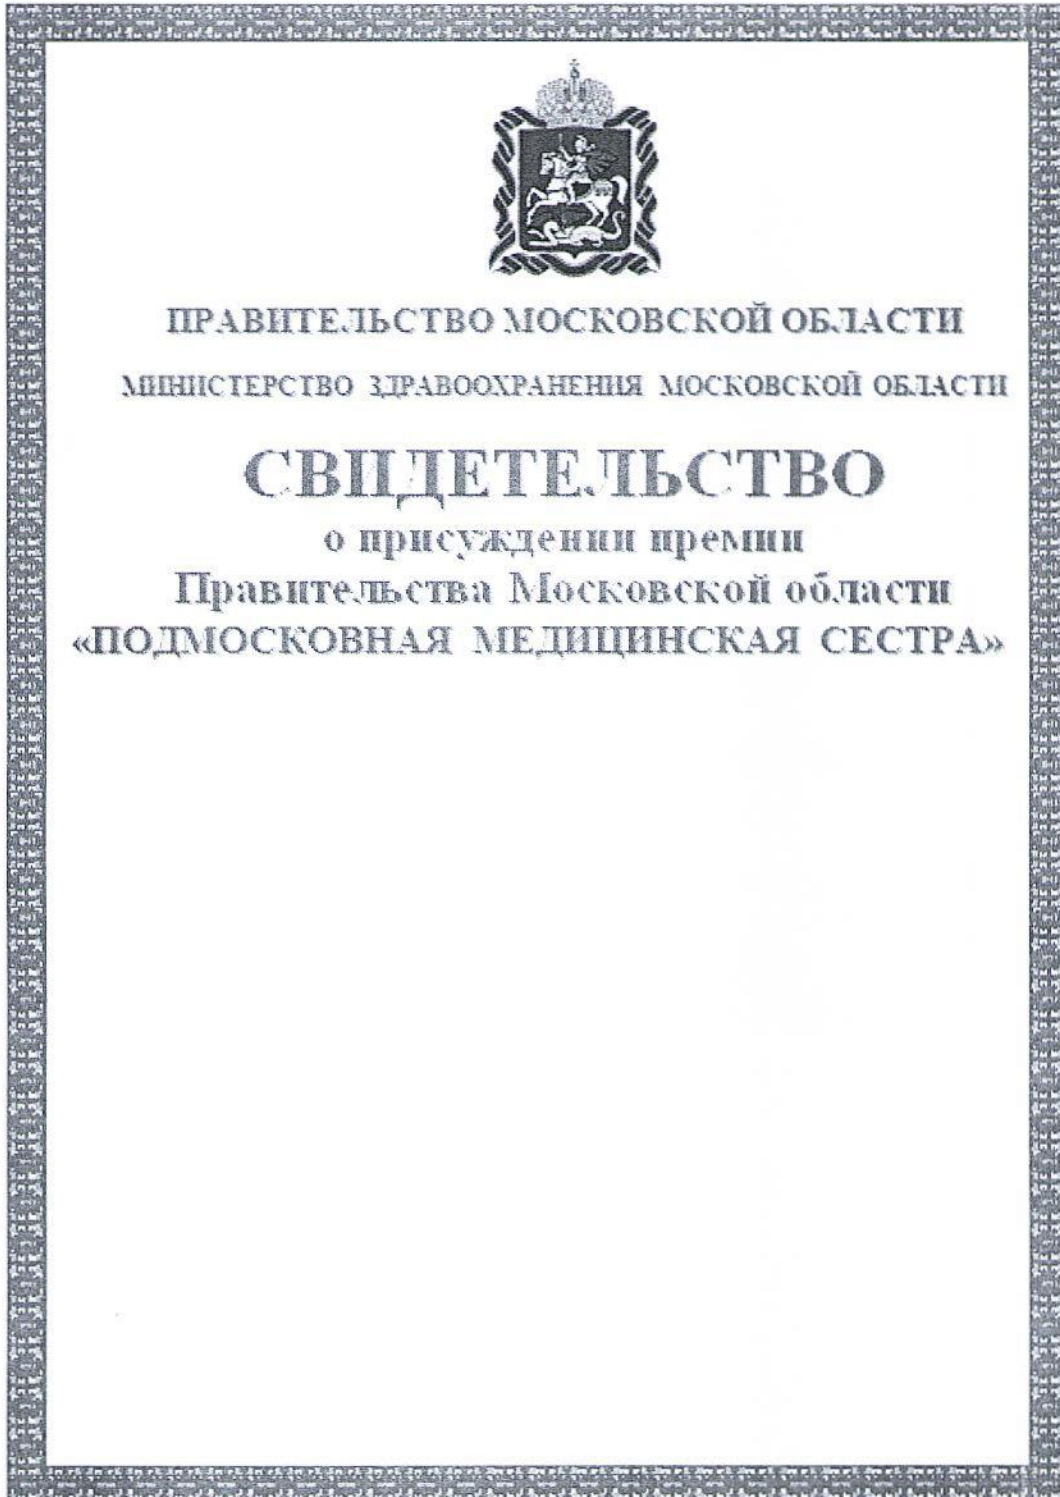 ПРАВИТЕЛЬСТВО МОСКОВСКОЙ ОБЛАСТИ
МИНИСТЕРСТВО ЗДРАВООХРАНЕНИЯ МОСКОВСКОЙ ОБЛАСТИ
СВИДЕТЕЛЬСТВО
о присуждении премии
Правительства Московской области
«ПОДМОСКОВНАЯ МЕДИЦИНСКАЯ СЕСТРА»